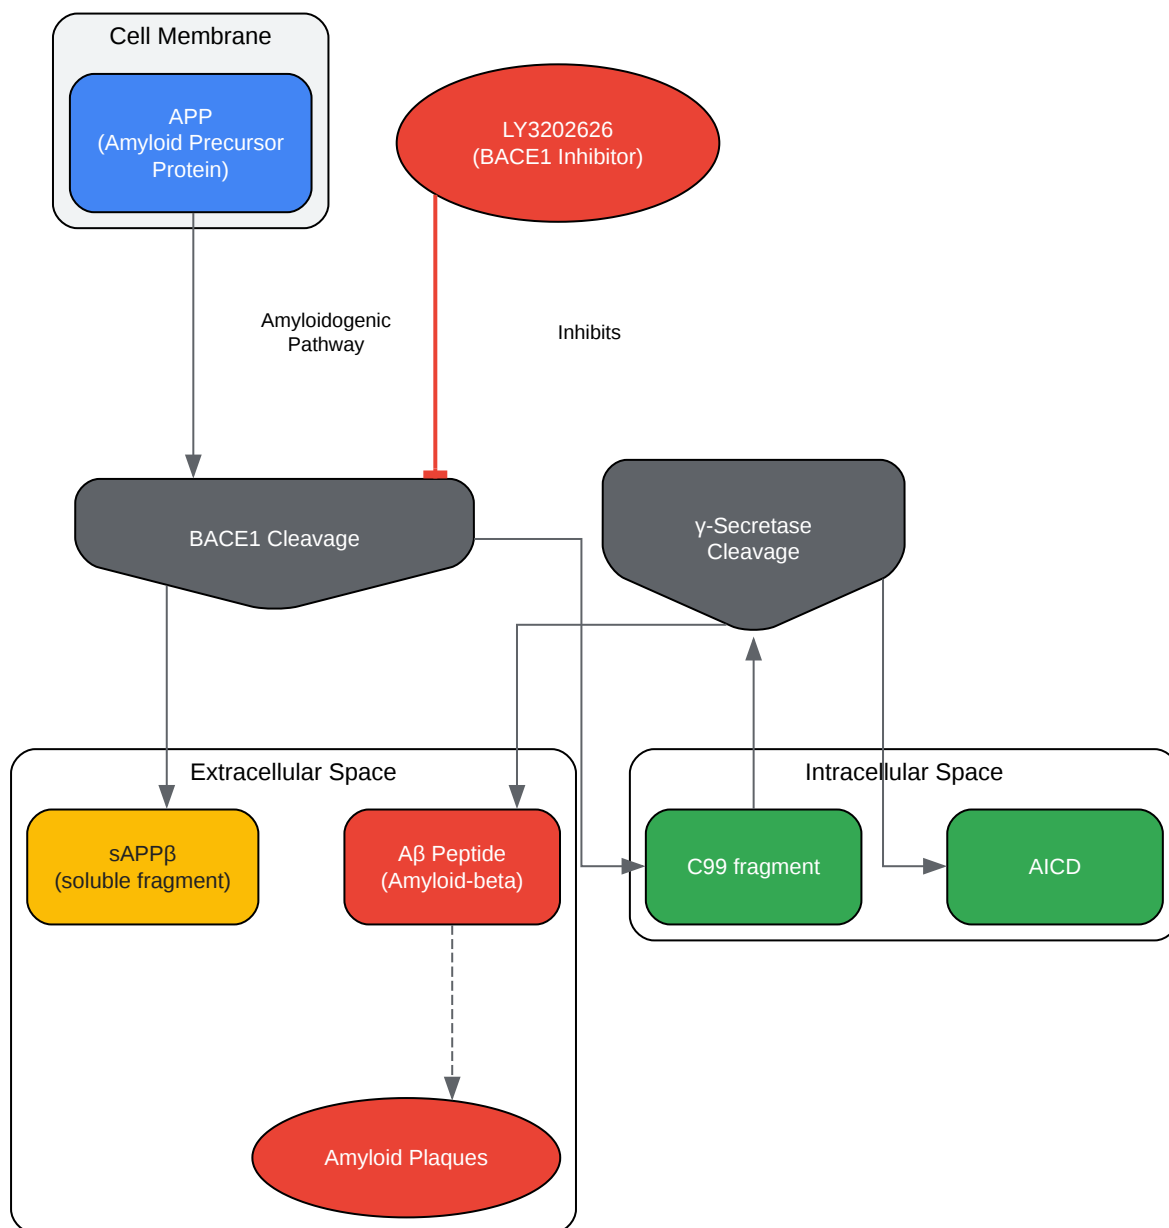 Cell Membrane
APP
(Amyloid Precursor
Protein)
LY3202626
(BACE1 Inhibitor)
Amyloidogenic
Pathway
Inhibits
BACE1 Cleavage
γ-Secretase
Cleavage
Extracellular Space
Intracellular Space
sAPPβ
(soluble fragment)
Aβ Peptide
(Amyloid-beta)
C99 fragment
AICD
Amyloid Plaques